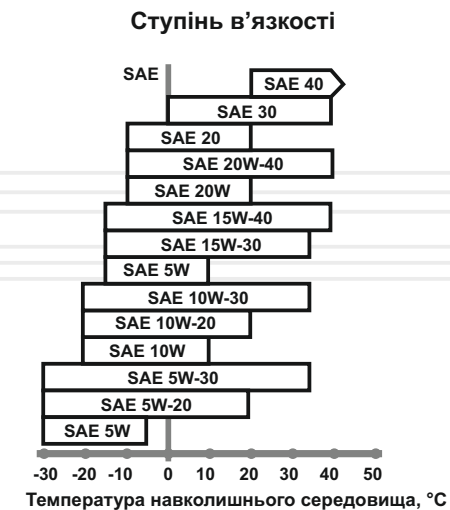 Ступінь в’язкості
SAE
SAE 40
SAE 30
SAE 20
SAE 20W-40
SAE 20W
SAE 15W-40
SAE 15W-30
SAE 5W
SAE 10W-30
SAE 10W-20
SAE 10W
SAE 5W-30
SAE 5W-20
SAE 5W
-30 -20 -10 0 10 20 30 40 50
Температура навколишнього середовища, °C